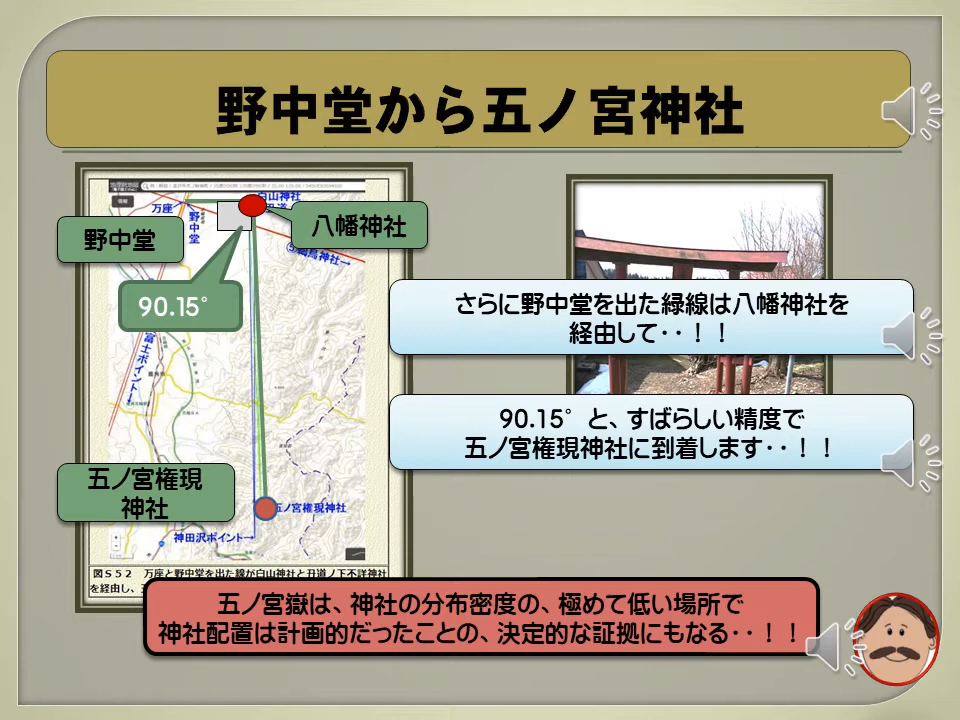 野中堂から五ノ宮神社
白山神社
万座
野中堂
八幡神社
野中堂
90.15°
さらに野中堂を出た緑線は八幡神社を
経由して・・！！
富士ポイント→
90.15°と、すばらしい精度で
五ノ宮権現神社に到着します・・！！
五ノ宮権現
神社
五ノ宮権現神社
神田沢ポイント→
図５５２　万座と野中堂を出た線が白山神社と丑道ノ下不詳神社
を経由し、
五ノ宮嶽は、神社の分布密度の、極めて低い場所で
神社配置は計画的だったことの、決定的な証拠にもなる・・！！